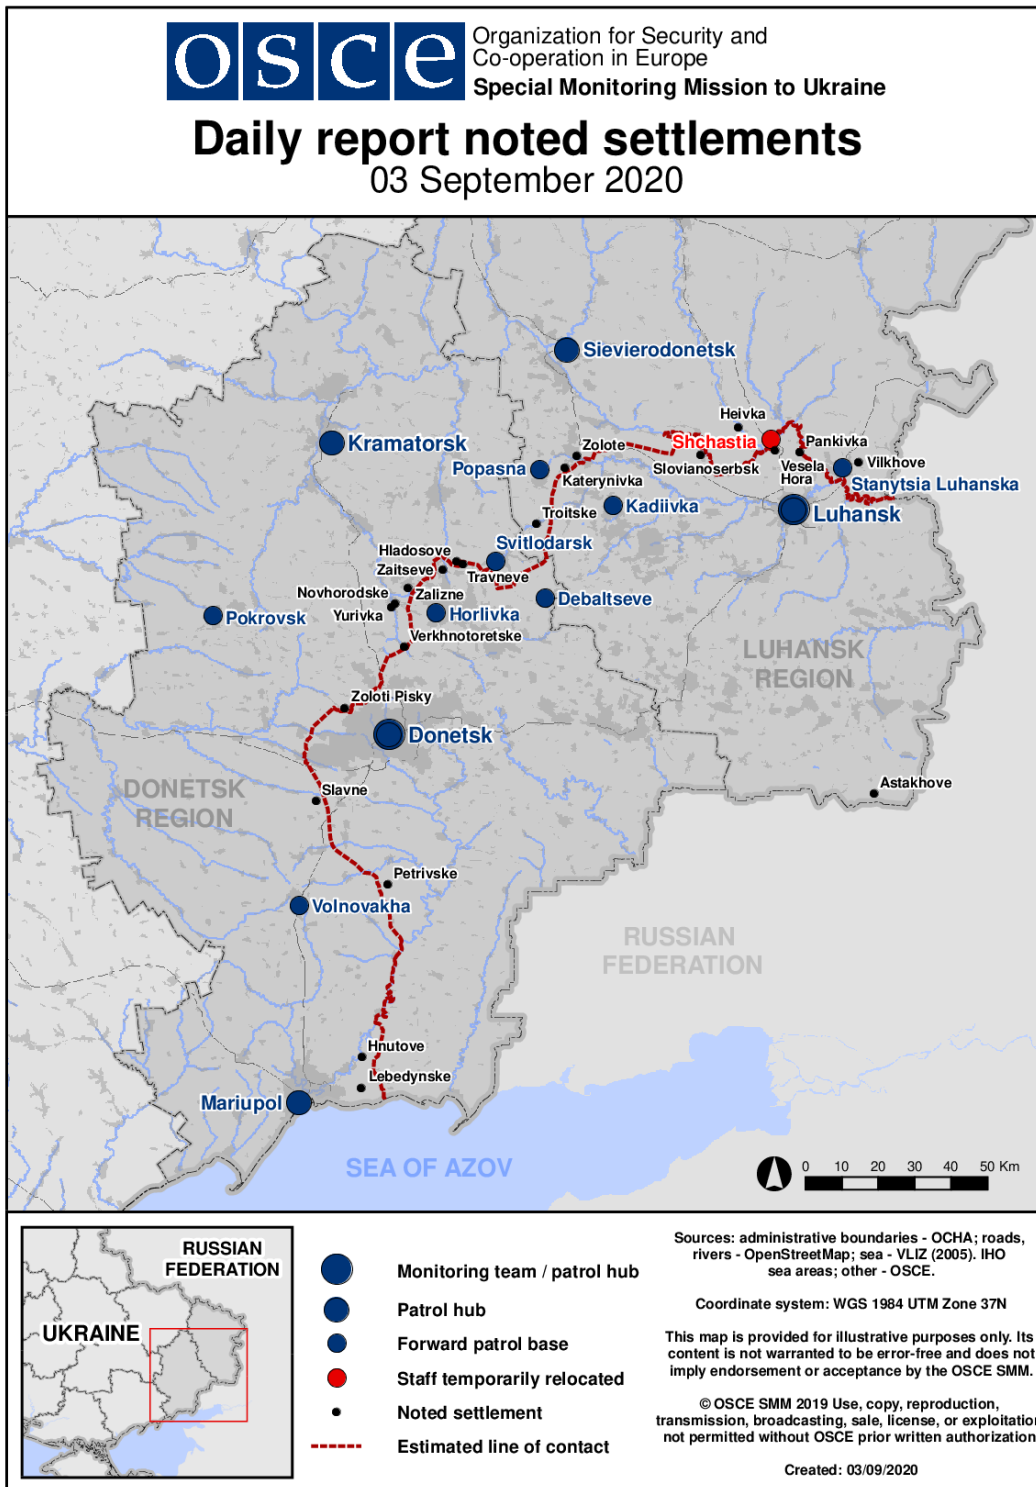 osce
Organization for Security and
Co-operation in Europe
Special Monitoring Mission to Ukraine
Daily report noted settlements
03 September 2020
Sievierodonetsk
Heivka
Kramatorsk
Shchastia
Pankivka
Zolote
Popasna
Slovianoserbsk
Vesela
Hora
Vilkhove
Katerynivka
Stanytsia Luhanska
Kadiivka
Troitske
Luhansk
Svitlodarsk
Hladosove
Zaitseve
Travneve
Novhorodske
Zalizne
Debaltseve
Yurivka
Horlivka
Pokrovsk
Verkhnotoretske
LUHANSK
REGION
Zoloti Pisky
Donetsk
DONETSK
REGION
Slavne
Astakhove
Petrivske
Volnovakha
RUSSIAN
FEDERATION
Hnutove
Lebedynske
Mariupol
SEA OF AZOV
0 10 20 30 40 50 Km
RUSSIAN
FEDERATION
UKRAINE
Monitoring team / patrol hub
Patrol hub
Forward patrol base
Staff temporarily relocated
Noted settlement
Estimated line of contact
Sources: administrative boundaries - OCHA; roads,
rivers - OpenStreetMap; sea - VLIZ (2005). IHO
sea areas; other - OSCE.
Coordinate system: WGS 1984 UTM Zone 37N
This map is provided for illustrative purposes only. Its
content is not warranted to be error-free and does not
imply endorsement or acceptance by the OSCE SMM.
© OSCE SMM 2019 Use, copy, reproduction,
transmission, broadcasting, sale, license, or exploitation
not permitted without OSCE prior written authorization
Created: 03/09/2020